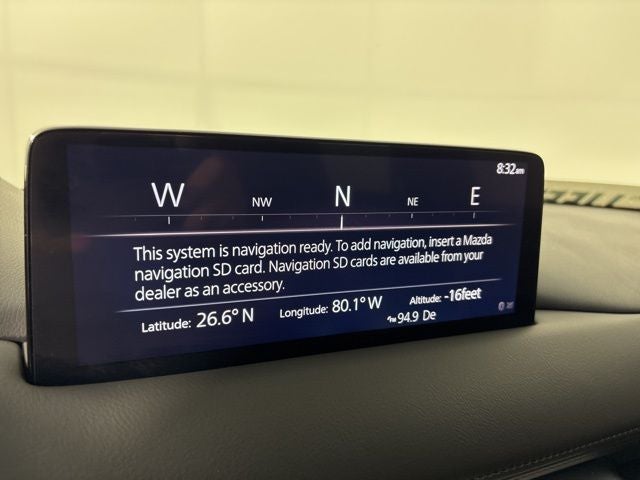 8:32am
W NW N NE E
This system is navigation ready. To add navigation, insert a Mazda
navigation SD card. Navigation SD cards are available from your
dealer as an accessory.
Latitude: 26.6° N Longitude: 80.1° W Altitude: -16feet
FM 94.9 De